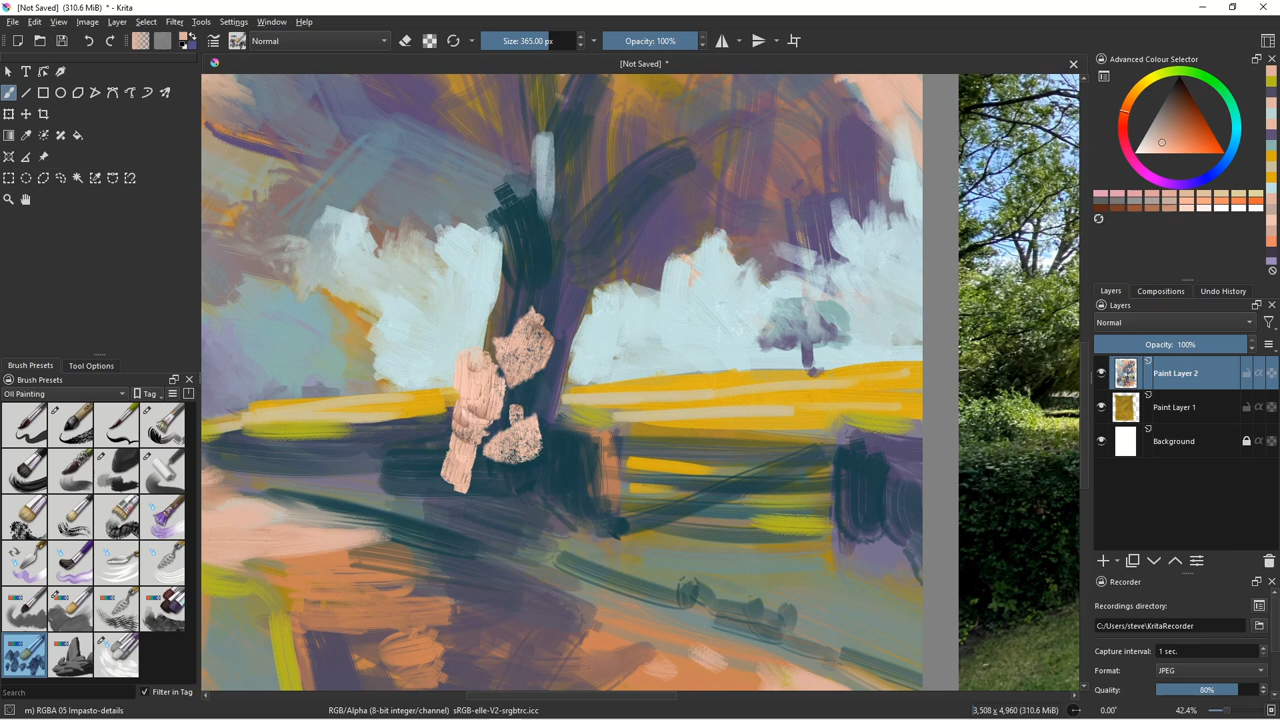 [Not Saved] (310.6 MiB) * - Krita
File Edit View Image Layer Select Filter Tools Settings Window Help
Normal Size: 365.00 px Opacity: 100%
[Not Saved] *
Advanced Colour Selector
Layers Compositions Undo History
Layers
Normal
Opacity: 100%
Paint Layer 2
Paint Layer 1
Background
Brush Presets Tool Options
Brush Presets
Oil Painting Tag
Search Filter in Tag
Recorder
Recordings directory:
C:/Users/steve\KritaRecorder
Capture interval: 1 sec.
Format: JPEG
Quality: 80%
m) RGBA 05 Impasto-details RGB/Alpha (8-bit integer/channel) sRGB-elle-V2-srgbtrc.icc 3,508 x 4,960 (310.6 MiB) 0.00° 42.4%